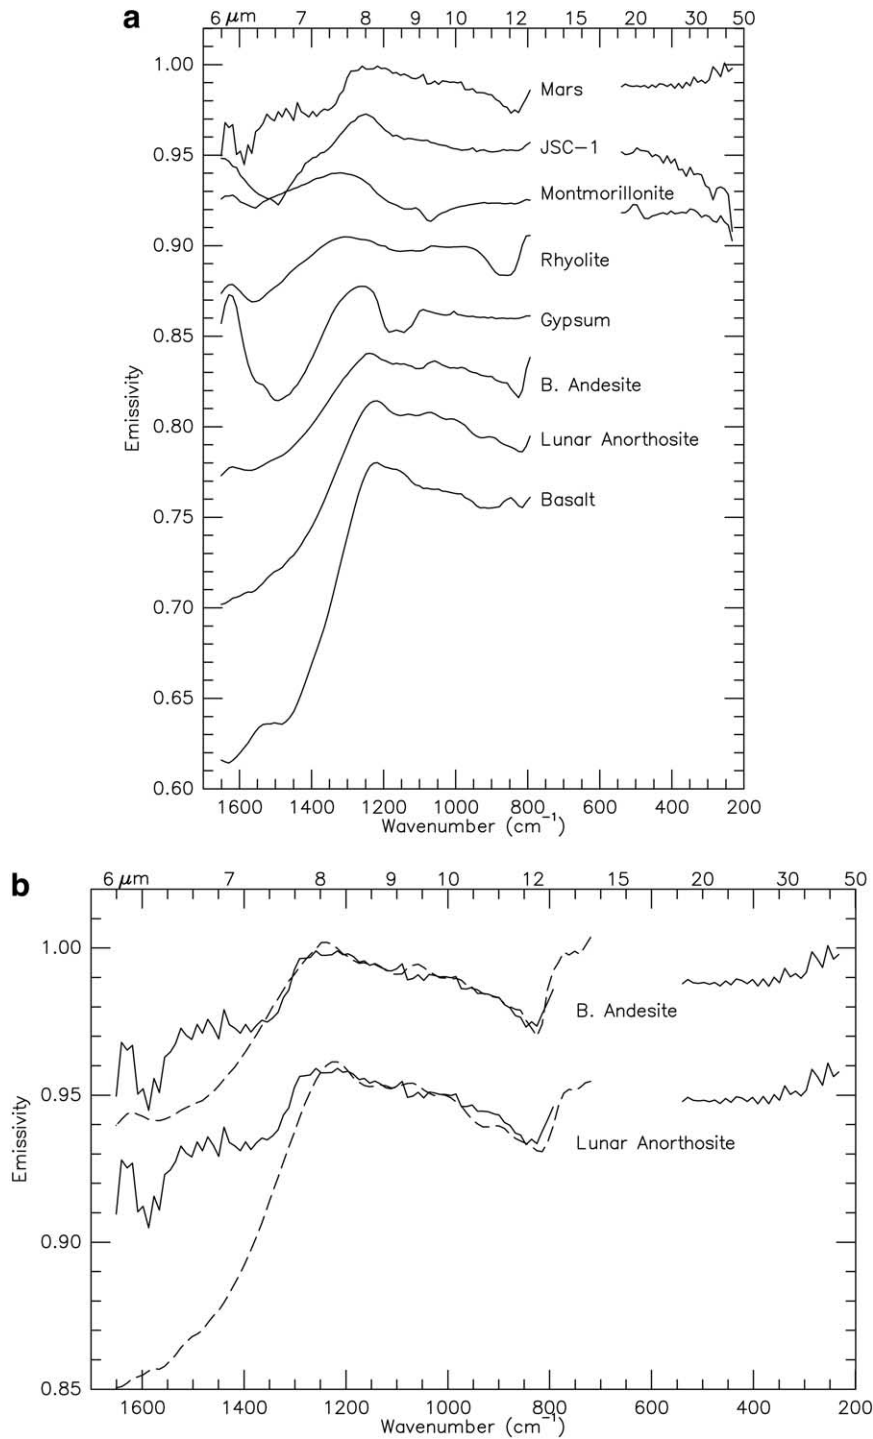 a
6 μm 7 8 9 10 12 15 20 30 50
1.00
0.95
0.90
0.85
0.80
0.75
0.70
0.65
0.60
Emissivity
Mars
JSC-1
Montmorillonite
Rhyolite
Gypsum
B. Andesite
Lunar Anorthosite
Basalt
1600 1400 1200 1000 800 600 400 200
Wavenumber (cm⁻¹)
b
6 μm 7 8 9 10 12 15 20 30 50
1.00
0.95
0.90
0.85
Emissivity
B. Andesite
Lunar Anorthosite
1600 1400 1200 1000 800 600 400 200
Wavenumber (cm⁻¹)